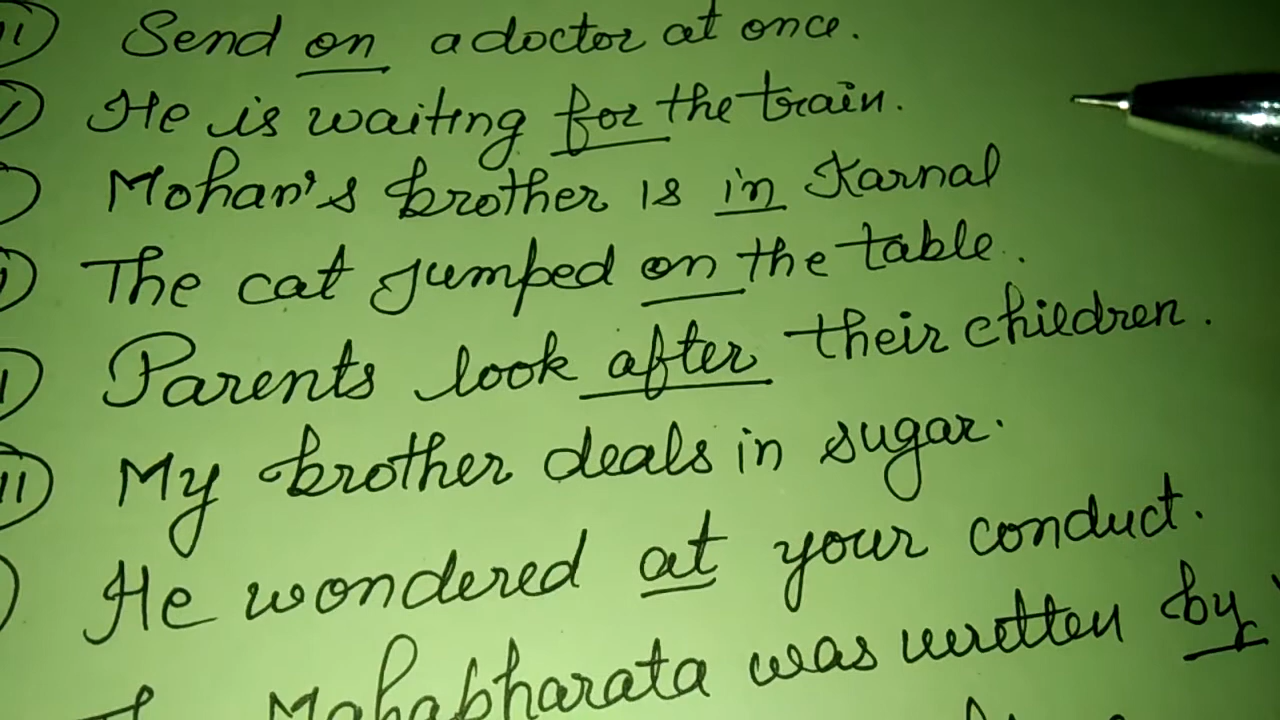 Send on a doctor at once.
He is waiting for the train.
Mohan's brother is in Karnal
The cat jumped on the table.
Parents look after their children.
My brother deals in sugar.
He wondered at your conduct.
Mahabharata was written by